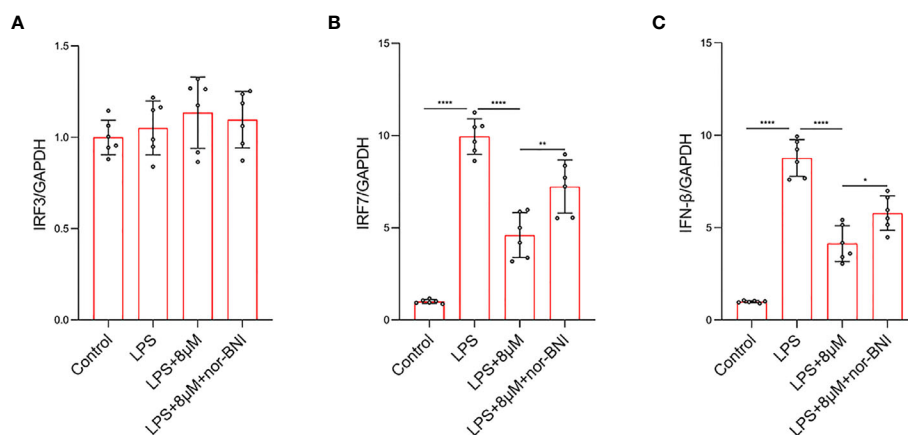 A
B
C
IRF3/GAPDH
1.5
1.0
0.5
0.0
Control
LPS
LPS+8μM
LPS+8μM+nor-BNI
IRF7/GAPDH
15
10
5
0
****
****
**
Control
LPS
LPS+8μM
LPS+8μM+nor-BNI
IFN-β/GAPDH
15
10
5
0
****
****
*
Control
LPS
LPS+8μM
LPS+8μM+nor-BNI